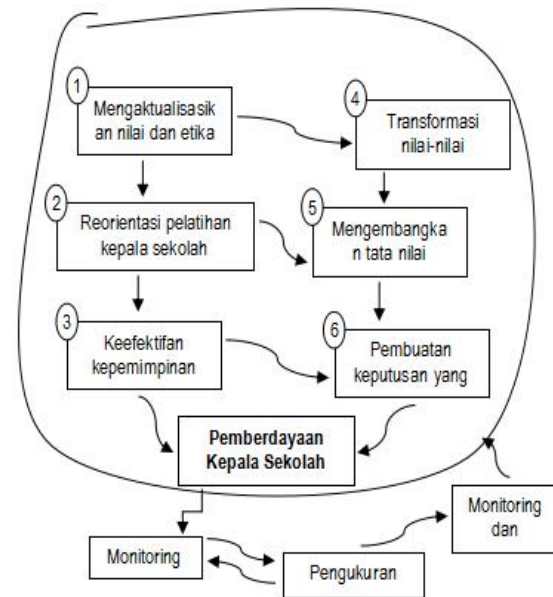 1
Mengaktualisasik
an nilai dan etika
4
Transformasi
nilai-nilai
2
Reorientasi pelatihan
kepala sekolah
5
Mengembangka
n tata nilai
3
Keefektifan
kepemimpinan
6
Pembuatan
keputusan yang
Pemberdayaan
Kepala Sekolah
Monitoring
dan
Monitoring
Pengukuran